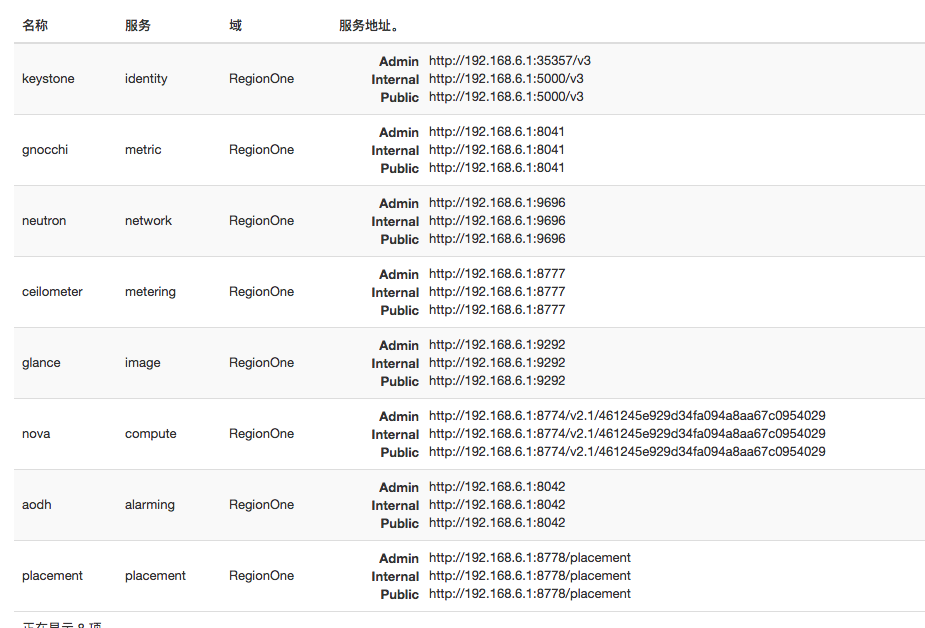 名称 服务 域 服务地址。
Admin http://192.168.6.1:35357/v3
keystone identity RegionOne Internal http://192.168.6.1:5000/v3
Public http://192.168.6.1:5000/v3
Admin http://192.168.6.1:8041
gnocchi metric RegionOne Internal http://192.168.6.1:8041
Public http://192.168.6.1:8041
Admin http://192.168.6.1:9696
neutron network RegionOne Internal http://192.168.6.1:9696
Public http://192.168.6.1:9696
Admin http://192.168.6.1:8777
ceilometer metering RegionOne Internal http://192.168.6.1:8777
Public http://192.168.6.1:8777
Admin http://192.168.6.1:9292
glance image RegionOne Internal http://192.168.6.1:9292
Public http://192.168.6.1:9292
Admin http://192.168.6.1:8774/v2.1/461245e929d34fa094a8aa67c0954029
nova compute RegionOne Internal http://192.168.6.1:8774/v2.1/461245e929d34fa094a8aa67c0954029
Public http://192.168.6.1:8774/v2.1/461245e929d34fa094a8aa67c0954029
Admin http://192.168.6.1:8042
aodh alarming RegionOne Internal http://192.168.6.1:8042
Public http://192.168.6.1:8042
Admin http://192.168.6.1:8778/placement
placement placement RegionOne Internal http://192.168.6.1:8778/placement
Public http://192.168.6.1:8778/placement
正在显示 8 项